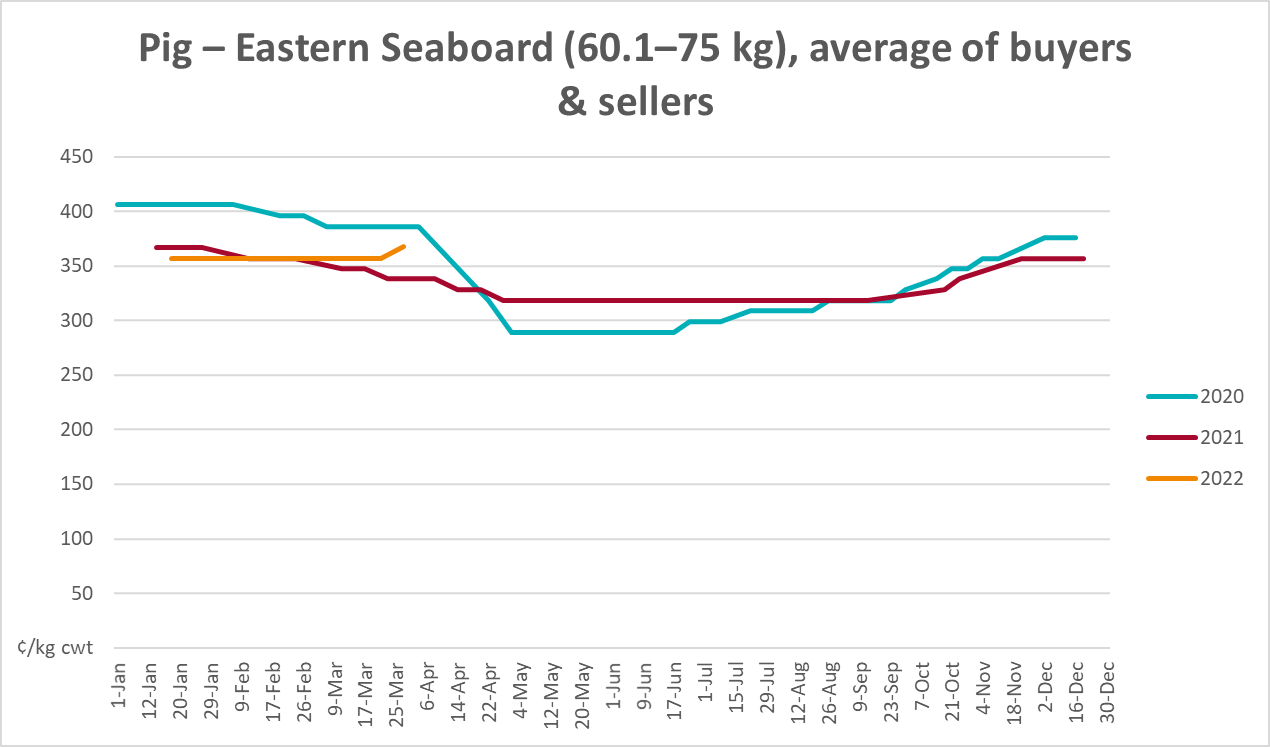 Pig – Eastern Seaboard (60.1–75 kg), average of buyers
& sellers
450
400
350
300
250
200
150
100
50
¢/kg cwt
1-Jan
12-Jan
20-Jan
29-Jan
9-Feb
17-Feb
26-Feb
9-Mar
17-Mar
25-Mar
6-Apr
14-Apr
22-Apr
4-May
12-May
20-May
1-Jun
9-Jun
17-Jun
1-Jul
15-Jul
29-Jul
12-Aug
26-Aug
9-Sep
23-Sep
7-Oct
21-Oct
4-Nov
18-Nov
2-Dec
16-Dec
30-Dec
2020
2021
2022